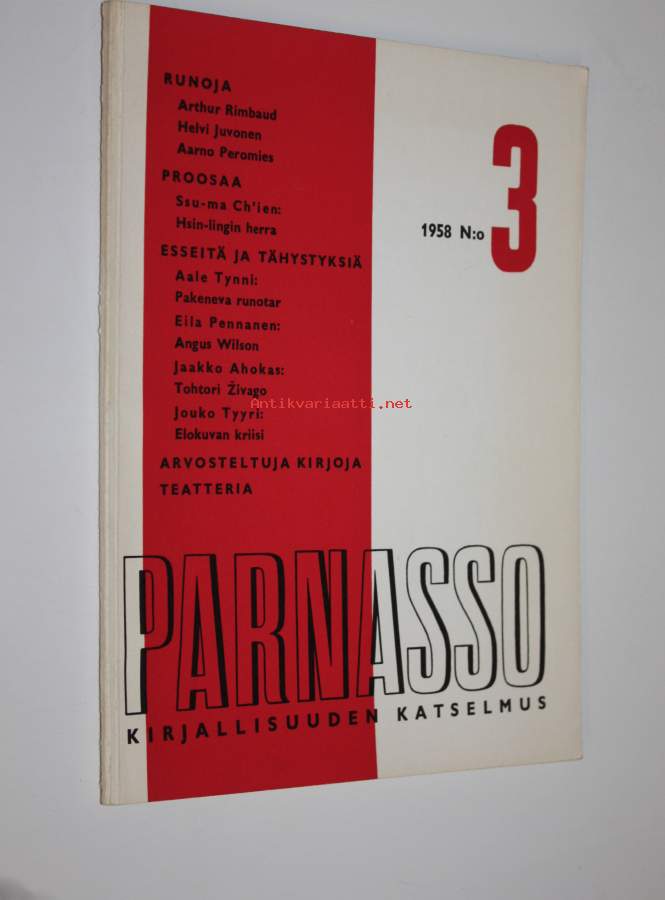 RUNOJA
Arthur Rimbaud
Helvi Juvonen
Aarno Peromies
PROOSAA
Ssu-ma Ch'ien:
Hsin-lingin herra
1958 N:o 3
ESSEITÄ JA TÄHYSTYKSIÄ
Aale Tynni:
Pakeneva runotar
Eila Pennanen:
Angus Wilson
Jaakko Ahokas:
Tohtori Živago
Antikvariaatti.net
Jouko Tyyri:
Elokuvan kriisi
ARVOSTELTUJA KIRJOJA
TEATTERIA
PARNASSO
KIRJALLISUUDEN KATSELMUS